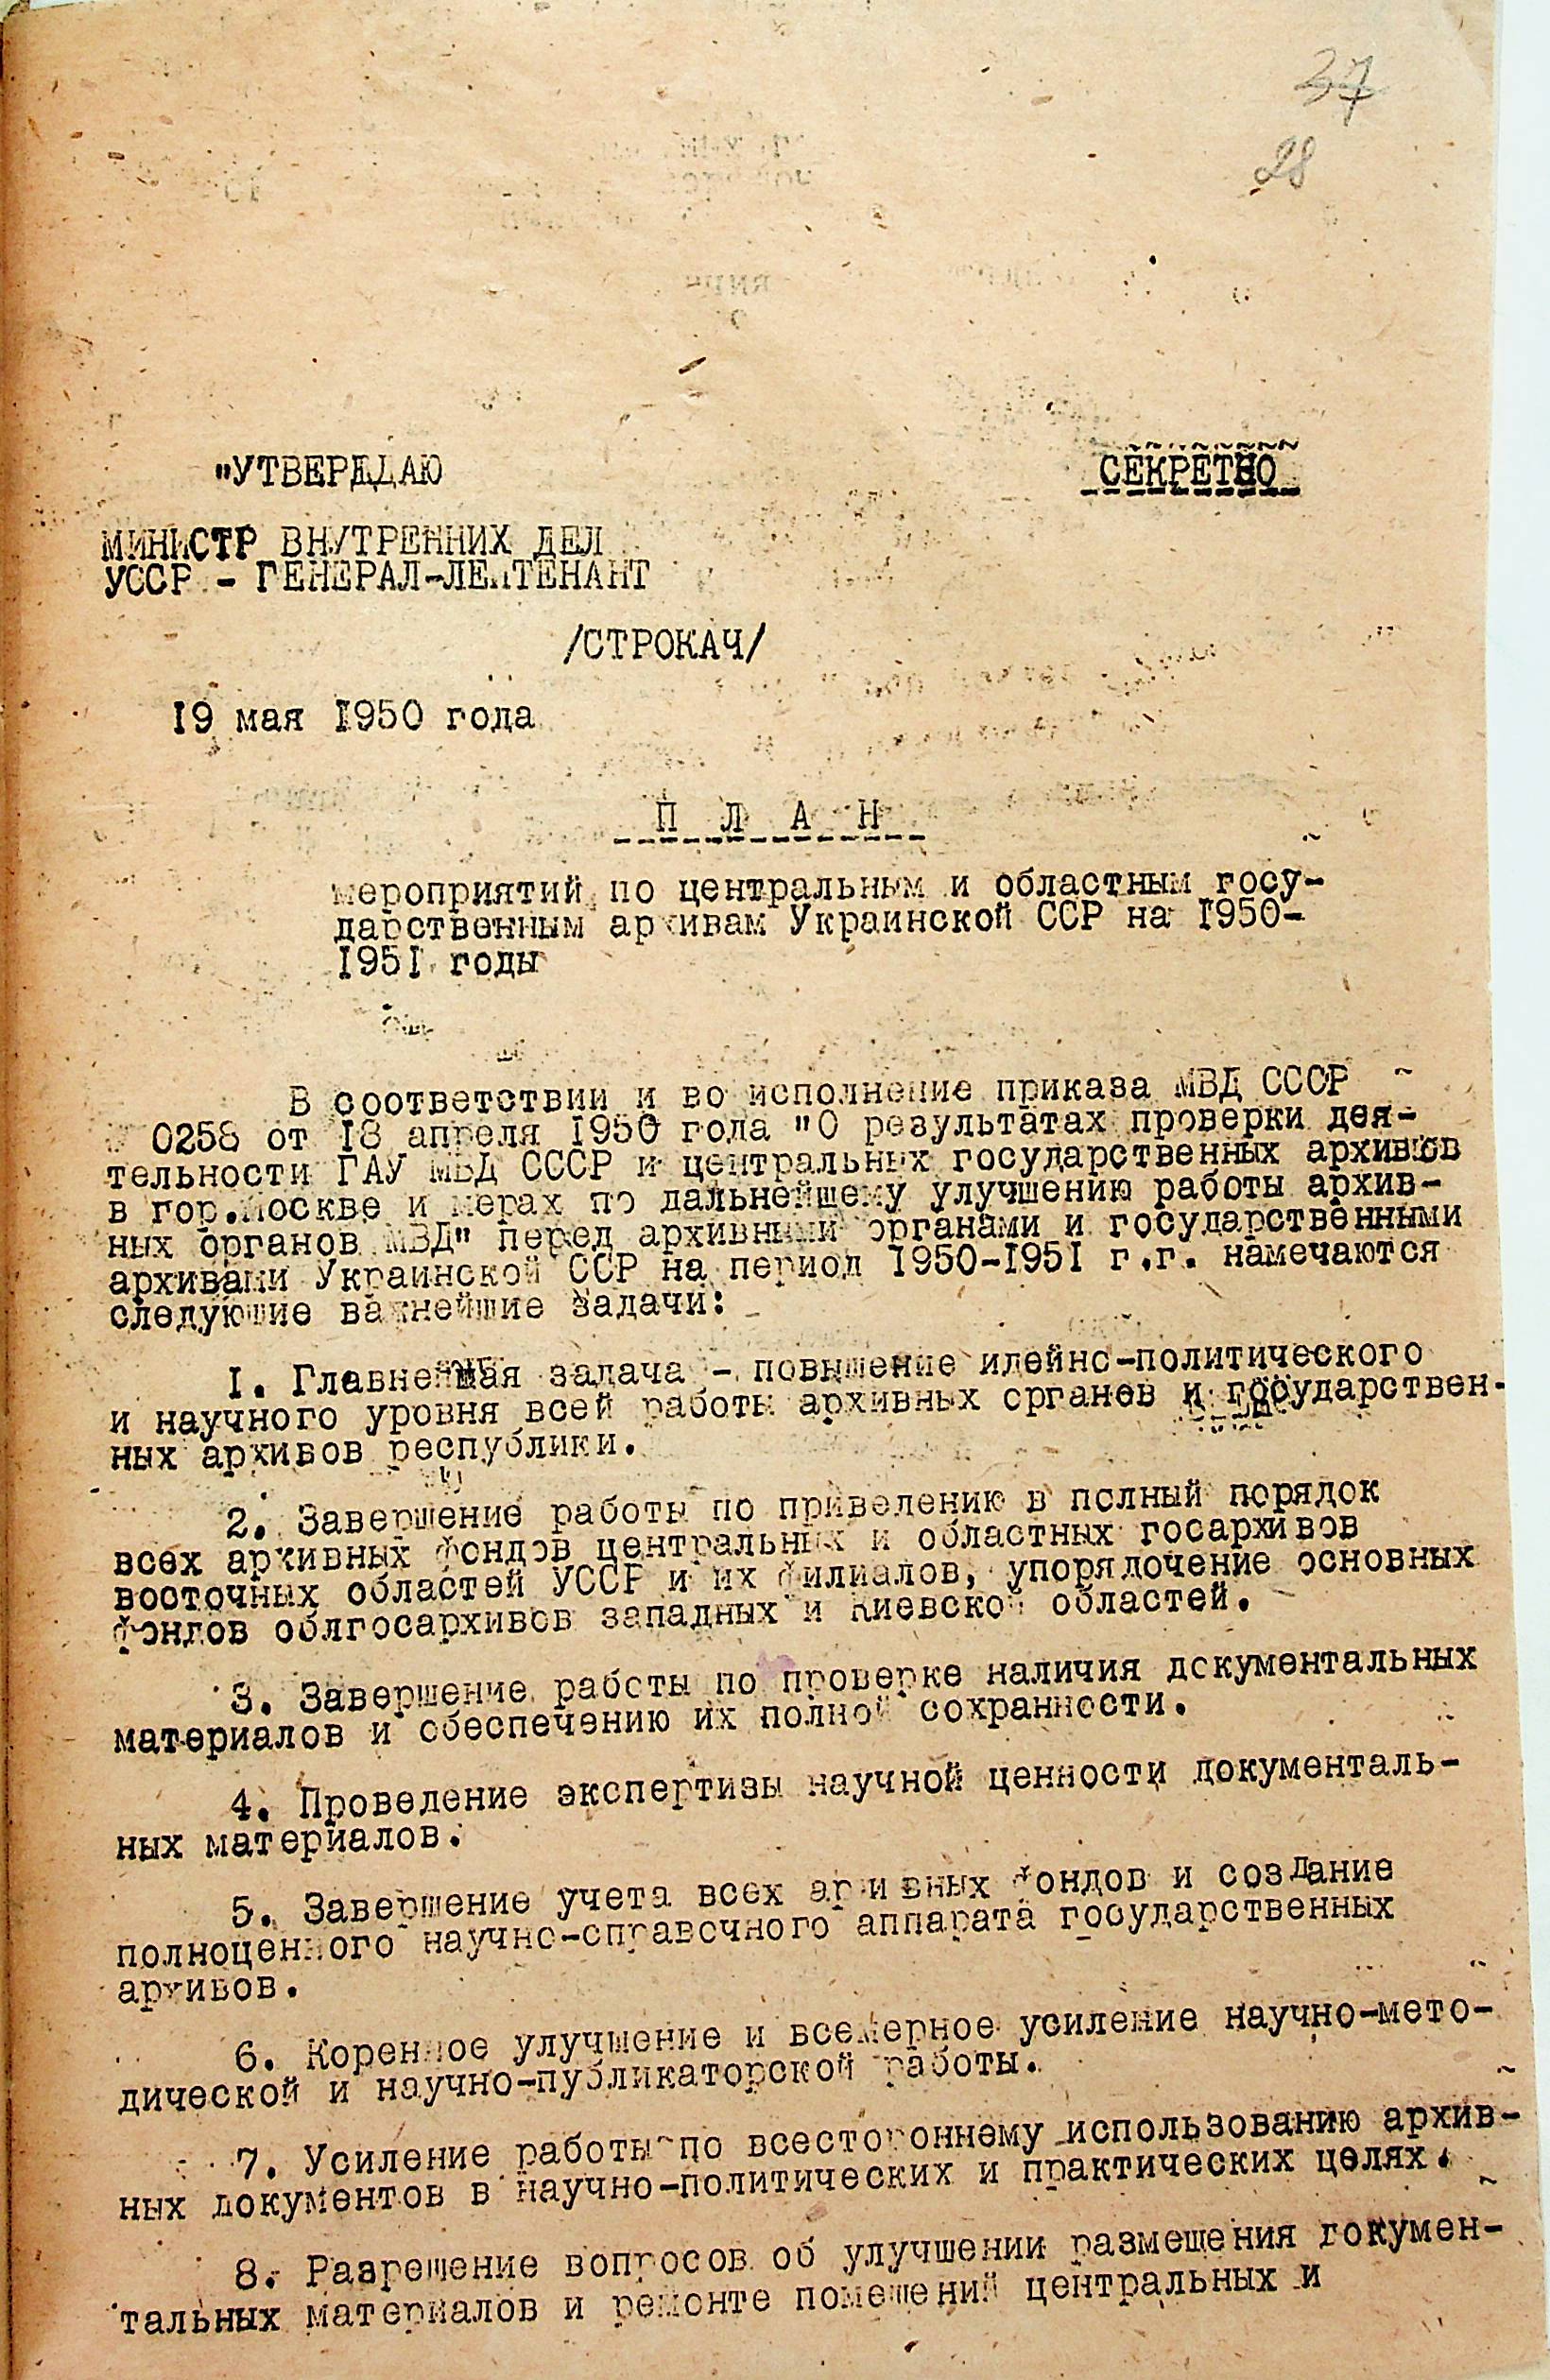 37
28
"УТВЕРЖДАЮ
СЕКРЕТНО
МИНИСТР ВНУТРЕННИХ ДЕЛ
УССР - ГЕНЕРАЛ-ЛЕЙТЕНАНТ
/СТРОКАЧ/
19 мая 1950 года
П Л А Н
мероприятий по центральным и областным госу-
дарственным архивам Украинской ССР на 1950-
1951 годы
В соответствии и во исполнение приказа МВД СССР
0258 от 18 апреля 1950 года "О результатах проверки дея-
тельности ГАУ МВД СССР и центральных государственных архивов
в гор.Москве и мерах по дальнейшему улучшению работы архив-
ных органов МВД" перед архивными органами и государственными
архивами Украинской ССР на период 1950-1951 г.г. намечаются
следующие важнейшие задачи:
1. Главнейшая задача - повышение идейно-политического
и научного уровня всей работы архивных органов и государствен-
ных архивов республики.
2. Завершение работы по приведению в полный порядок
всех архивных фондов центральных и областных госархивов
восточных областей УССР и их филиалов, упорядочение основных
фондов облгосархивов западных и Киевской областей.
3. Завершение работы по проверке наличия документальных
материалов и обеспечению их полной сохранности.
4. Проведение экспертизы научной ценности документаль-
ных материалов.
5. Завершение учета всех архивных фондов и создание
полноценного научно-справочного аппарата государственных
архивов.
6. Коренное улучшение и всемерное усиление научно-мето-
дической и научно-публикаторской работы.
7. Усиление работы по всестороннему использованию архив-
ных документов в научно-политических и практических целях.
8. Разрешение вопросов об улучшении размещения докумен-
тальных материалов и ремонте помещений центральных и